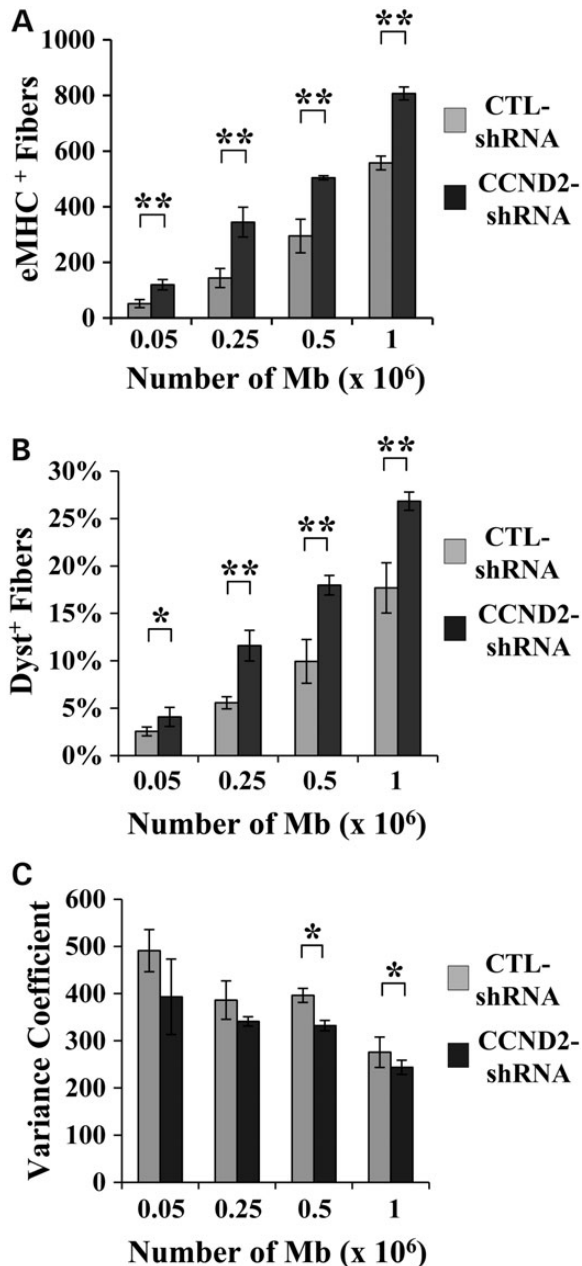 A
1000
800
600
400
200
0
eMHC + Fibers
**
**
**
**
0.05 0.25 0.5 1
Number of Mb (x 10⁶)
CTL-
shRNA
CCND2-
shRNA
B
30%
25%
20%
15%
10%
5%
0%
Dyst⁺ Fibers
*
**
**
**
0.05 0.25 0.5 1
Number of Mb (x 10⁶)
CTL-
shRNA
CCND2-
shRNA
C
600
500
400
300
200
100
0
Variance Coefficient
*
*
0.05 0.25 0.5 1
Number of Mb (x 10⁶)
CTL-
shRNA
CCND2-
shRNA